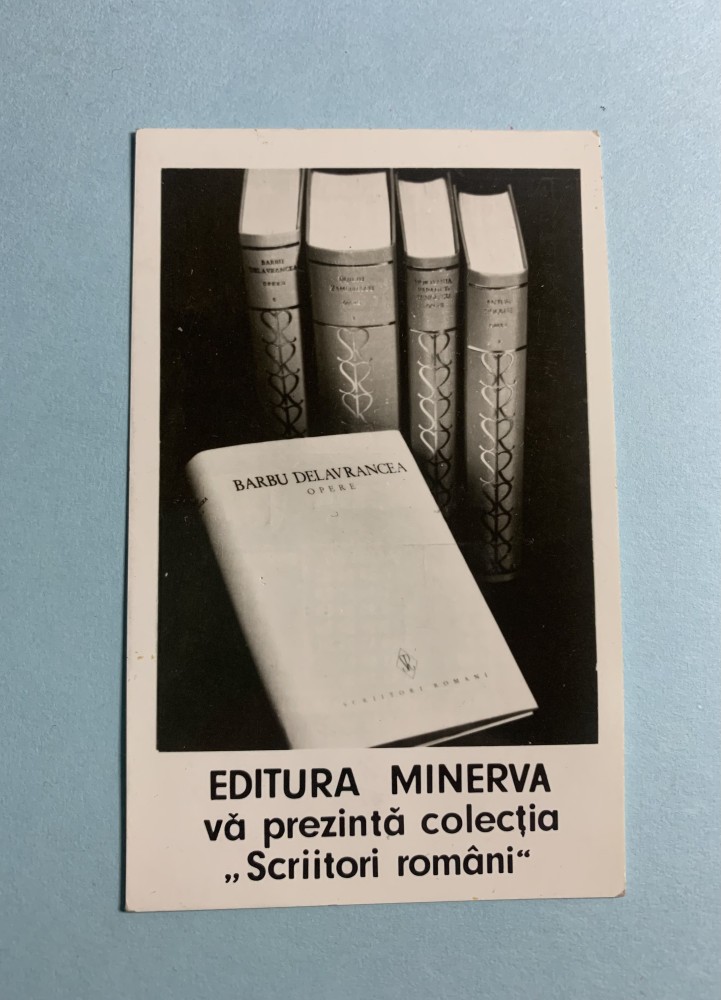 BARBU
DELAVRANCEA
OPERE
BARBU DELAVRANCEA
OPERE
SCRIITORI ROMANI
EDITURA MINERVA
vă prezintă colecția
„Scriitori români“